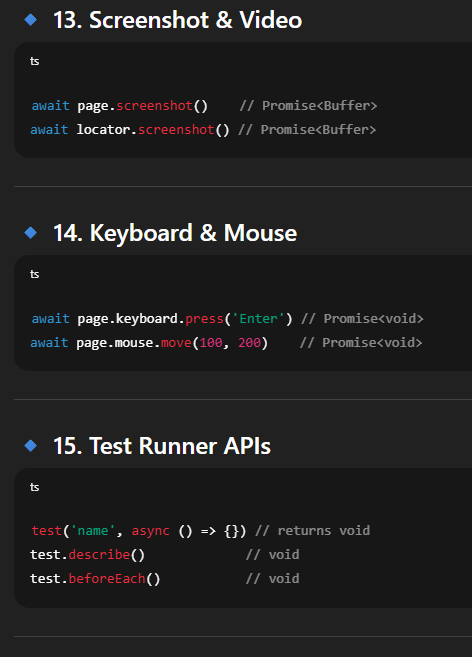 13. Screenshot & Video
ts
await page.screenshot()    // Promise<Buffer>
await locator.screenshot() // Promise<Buffer>
14. Keyboard & Mouse
ts
await page.keyboard.press('Enter') // Promise<void>
await page.mouse.move(100, 200)    // Promise<void>
15. Test Runner APIs
ts
test('name', async () => {}) // returns void
test.describe()             // void
test.beforeEach()           // void